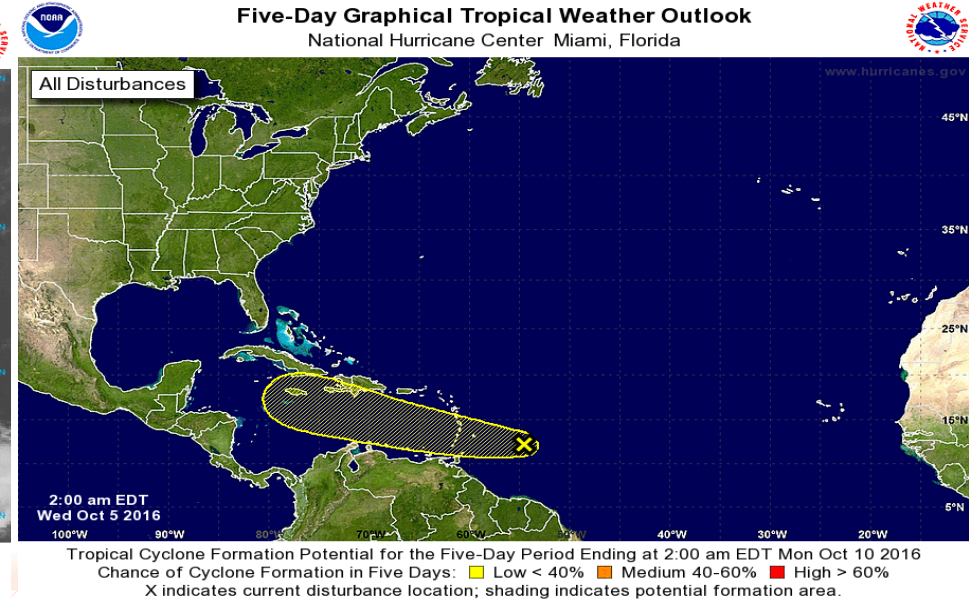 Five-Day Graphical Tropical Weather Outlook
National Hurricane Center Miami, Florida
NOAA
All Disturbances
www.hurricanes.gov
45°N
35°N
25°N
15°N
5°N
2:00 am EDT
Wed Oct 5 2016
100°W 90°W 80°W 70°W 60°W 50°W 40°W 30°W 20°W
Tropical Cyclone Formation Potential for the Five-Day Period Ending at 2:00 am EDT Mon Oct 10 2016
Chance of Cyclone Formation in Five Days: Low < 40% Medium 40-60% High > 60%
X indicates current disturbance location; shading indicates potential formation area.